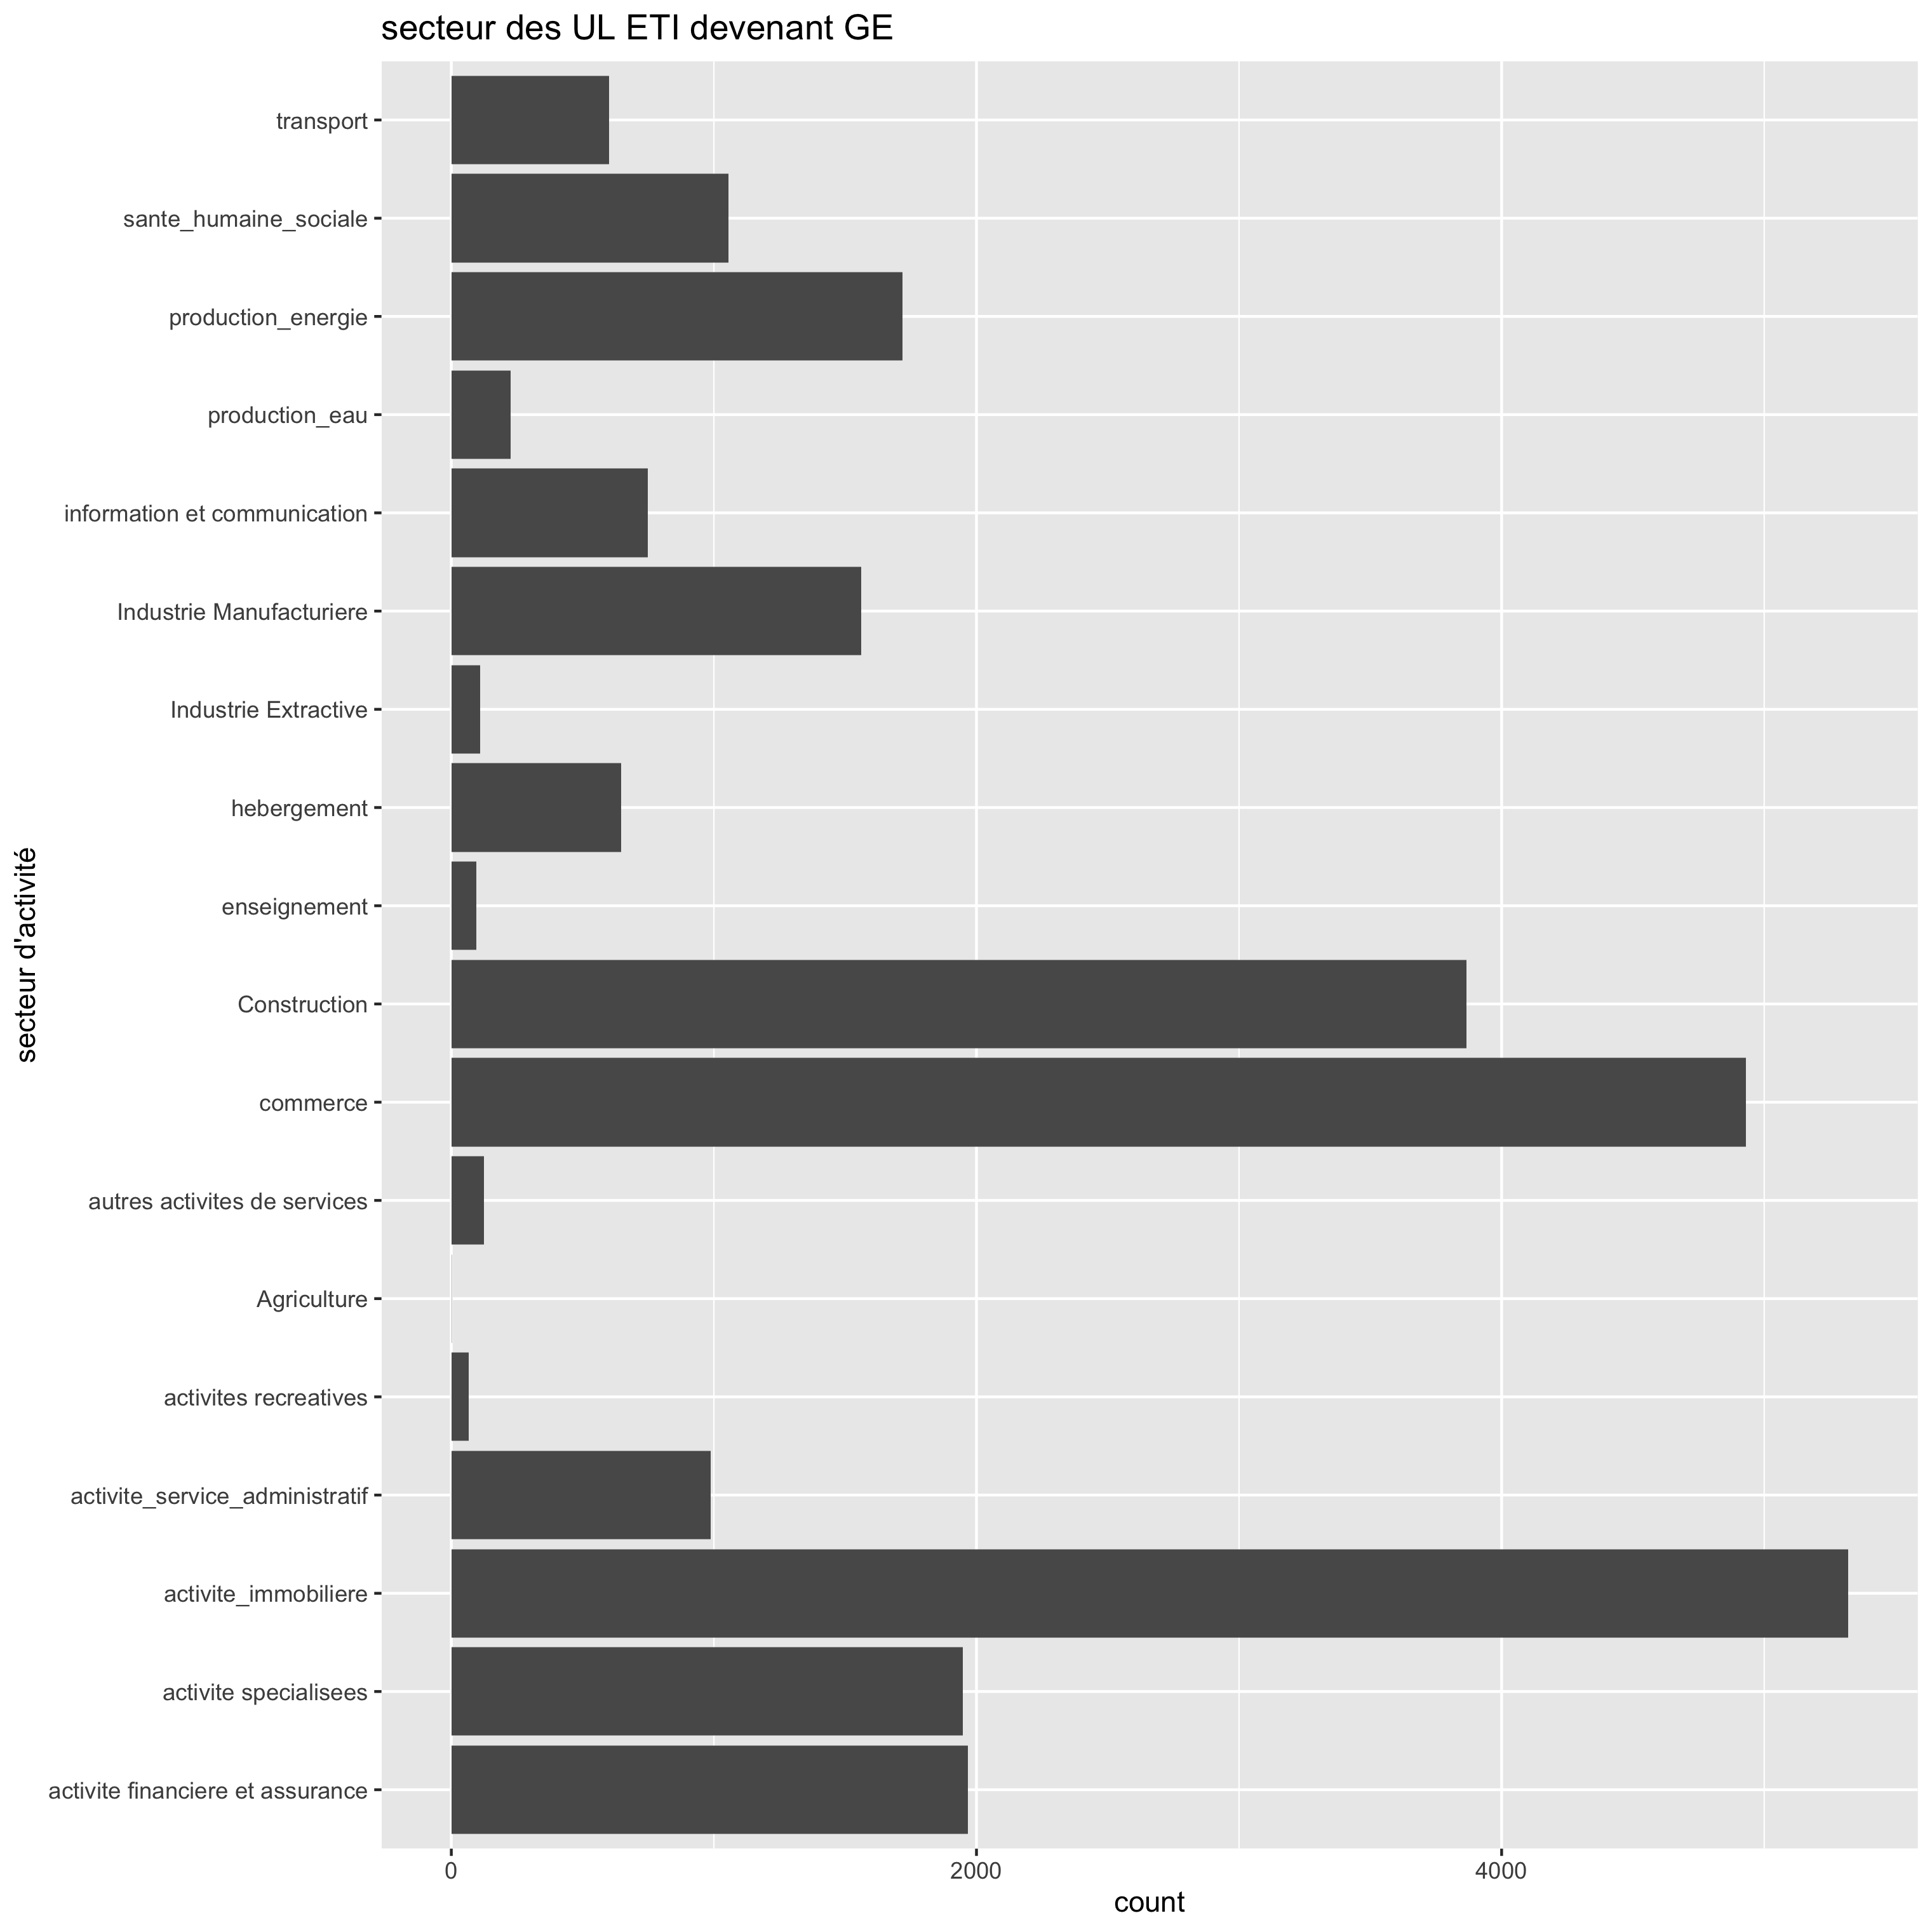 secteur des UL ETI devenant GE
transport
sante_humaine_sociale
production_energie
production_eau
information et communication
Industrie Manufacturiere
Industrie Extractive
hebergement
enseignement
Construction
commerce
autres activites de services
Agriculture
activites recreatives
activite_service_administratif
activite_immobiliere
activite specialisees
activite financiere et assurance
secteur d'activité
0 2000 4000
count